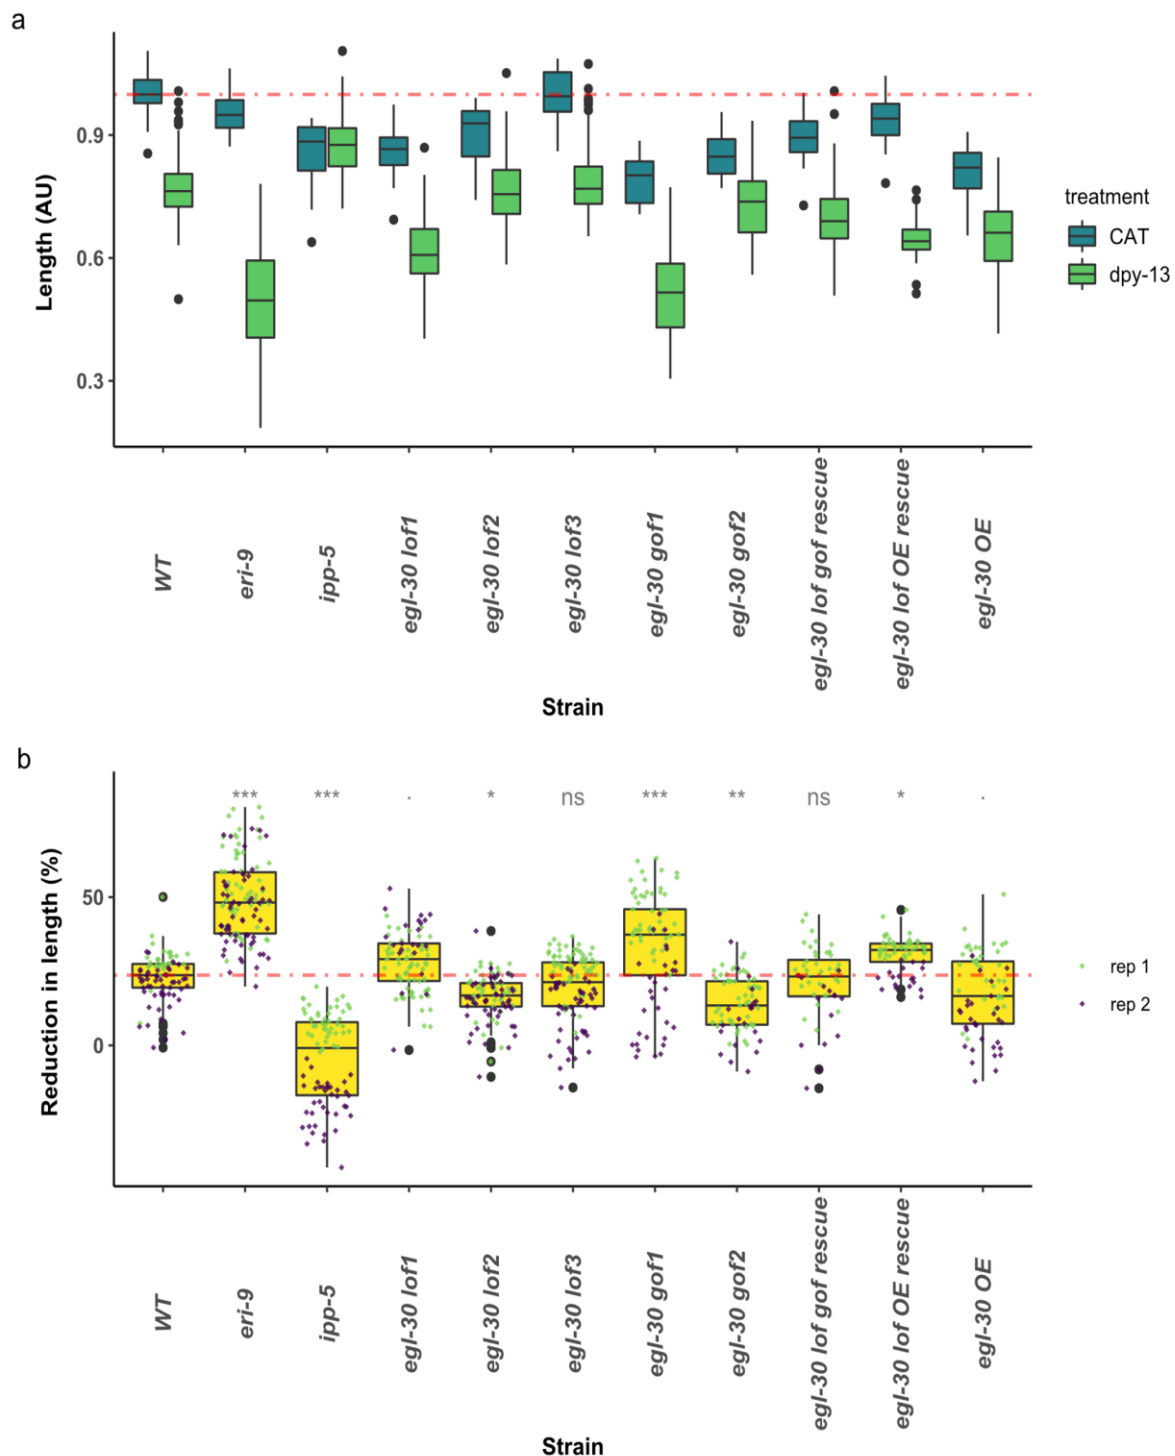 a
Length (AU)
0.9
0.6
0.3
treatment
CAT
dpy-13
WT
eri-9
ipp-5
egl-30 lof1
egl-30 lof2
egl-30 lof3
egl-30 gof1
egl-30 gof2
egl-30 lof gof rescue
egl-30 lof OE rescue
egl-30 OE
Strain
b
Reduction in length (%)
*** *** . * ns *** ** ns * .
50
0
rep 1
rep 2
WT
eri-9
ipp-5
egl-30 lof1
egl-30 lof2
egl-30 lof3
egl-30 gof1
egl-30 gof2
egl-30 lof gof rescue
egl-30 lof OE rescue
egl-30 OE
Strain